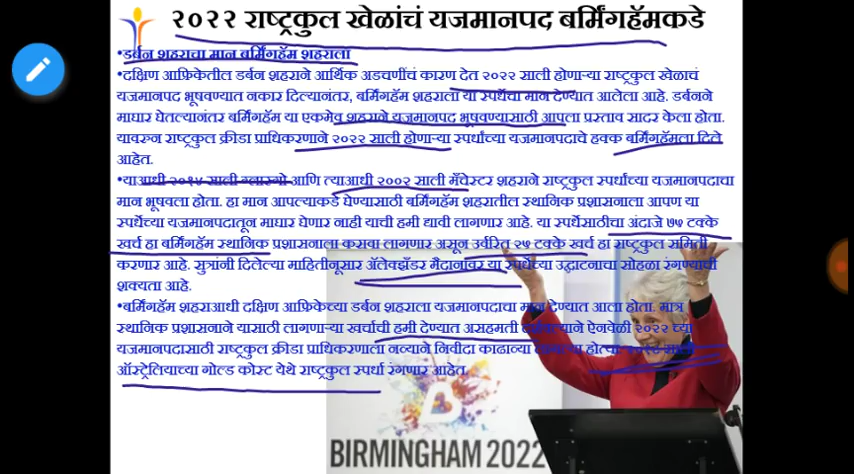 २०२२ राष्ट्रकुल खेळांचं यजमानपद बर्मिंगहॅमकडे
•डर्बन शहराचा मान बर्मिंगहॅम शहराला
•दक्षिण आफ्रिकेतील डर्बन शहराने आर्थिक अडचणींचं कारण देत २०२२ साली होणाऱ्या राष्ट्रकुल खेळाचं
यजमानपद भूषवण्यात नकार दिल्यानंतर, बर्मिंगहॅम शहराला या स्पर्धेचा मान देण्यात आलेला आहे. डर्बनने
माघार घेतल्यानंतर बर्मिंगहॅम या एकमेव शहराने यजमानपद भूषवण्यासाठी आपला प्रस्ताव सादर केला होता.
यावरुन राष्ट्रकुल क्रीडा प्राधिकरणाने २०२२ साली होणाऱ्या स्पर्धांच्या यजमानपदाचे हक्क बर्मिंगहॅमला दिले
आहेत.
•याआधी २०१४ साली ग्लास्गो आणि त्याआधी २००२ साली मँचेस्टर शहराने राष्ट्रकुल स्पर्धांच्या यजमानपदाचा
मान भूषवला होता. हा मान आपल्याकडे घेण्यासाठी बर्मिंगहॅम शहरातील स्थानिक प्रशासनाला आपण या
स्पर्धेच्या यजमानपदातून माघार घेणार नाही याची हमी द्यावी लागणार आहे. या स्पर्धेसाठीचा अंदाजे ७५ टक्के
खर्च हा बर्मिंगहॅम स्थानिक प्रशासनाला करावा लागणार असून उर्वरित २५ टक्के खर्च हा राष्ट्रकुल समिती
करणार आहे. सुत्रांनी दिलेल्या माहितीनूसार अॅलेक्झँडर मैदानांवर या स्पर्धेच्या उद्घाटनाचा सोहळा रंगण्याची
शक्यता आहे.
•बर्मिंगहॅम शहराआधी दक्षिण आफ्रिकेच्या डर्बन शहराला यजमानपदाचा मान देण्यात आला होता. मात्र
स्थानिक प्रशासनाने यासाठी लागणाऱ्या खर्चाची हमी देण्यात असहमती दर्शवल्याने ऐनवेळी २०२२ च्या
यजमानपदासाठी राष्ट्रकुल क्रीडा प्राधिकरणाला नव्याने निवीदा काढाव्या लागल्या होत्या. २०१८ साली
ऑस्ट्रेलियाच्या गोल्ड कोस्ट येथे राष्ट्रकुल स्पर्धा रंगणार आहेत.
BIRMINGHAM 2022